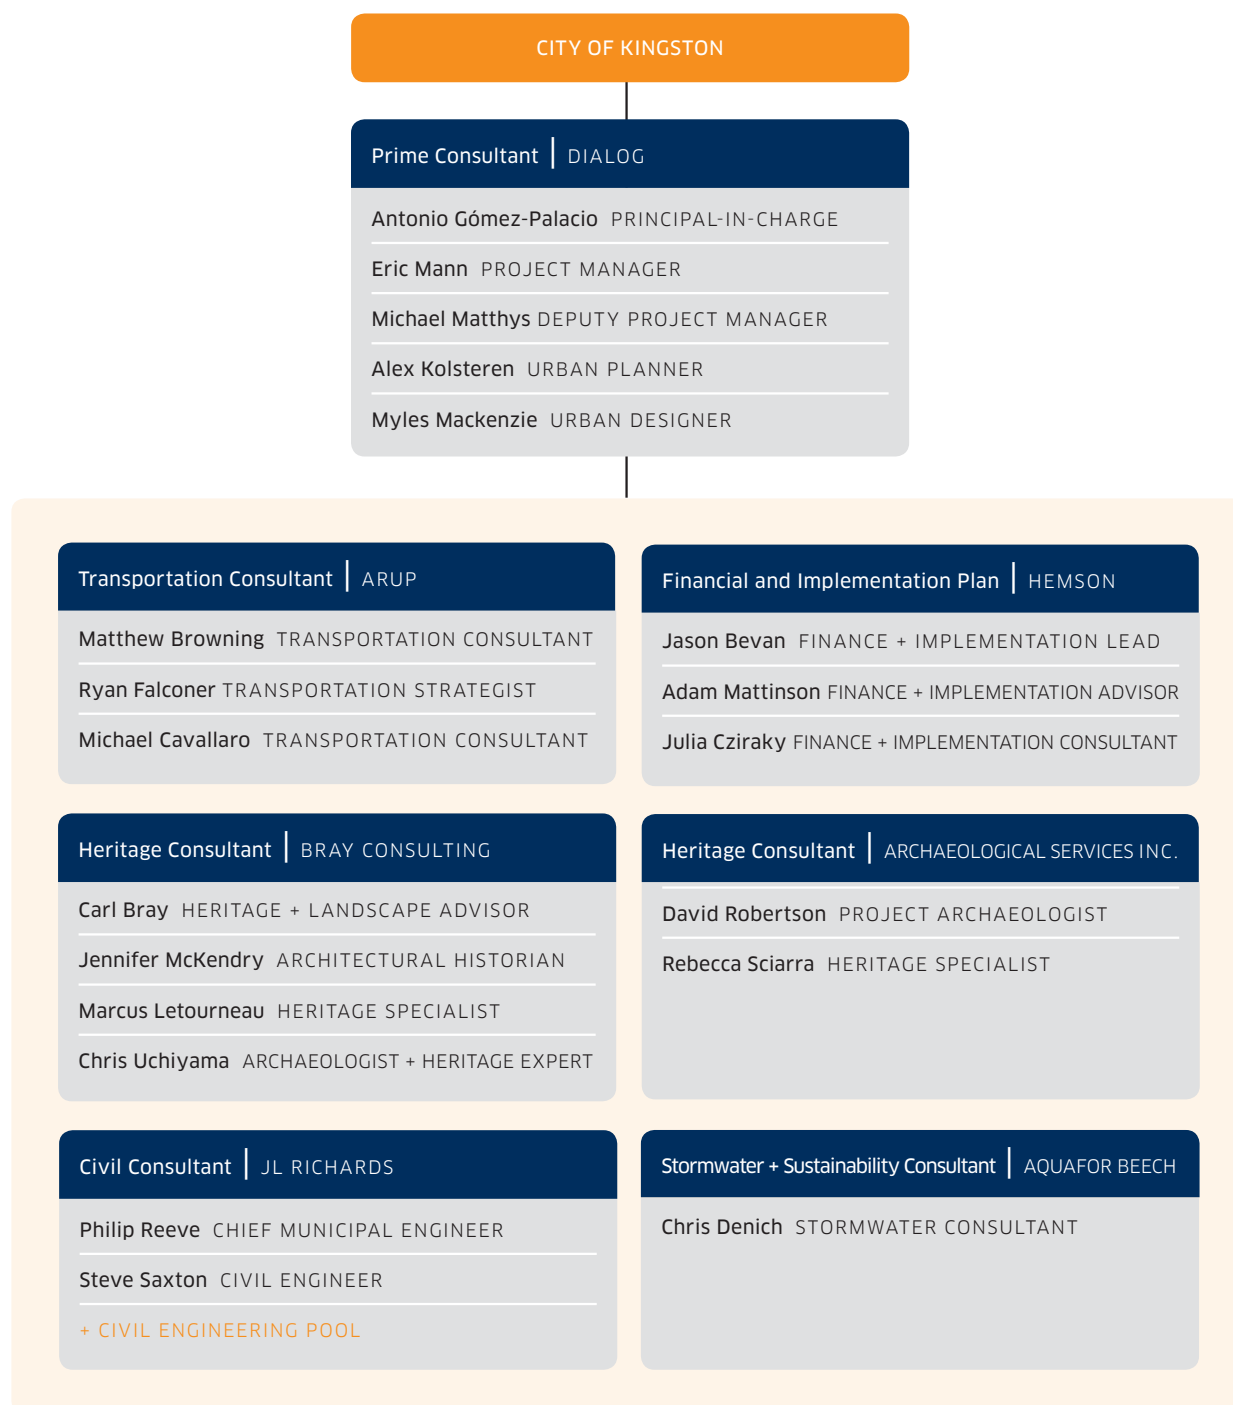 CITY OF KINGSTON
Prime Consultant | DIALOG
Antonio Gómez-Palacio PRINCIPAL-IN-CHARGE
Eric Mann PROJECT MANAGER
Michael Matthys DEPUTY PROJECT MANAGER
Alex Kolsteren URBAN PLANNER
Myles Mackenzie URBAN DESIGNER
Transportation Consultant | ARUP
Matthew Browning TRANSPORTATION CONSULTANT
Ryan Falconer TRANSPORTATION STRATEGIST
Michael Cavallaro TRANSPORTATION CONSULTANT
Financial and Implementation Plan | HEMSON
Jason Bevan FINANCE + IMPLEMENTATION LEAD
Adam Mattinson FINANCE + IMPLEMENTATION ADVISOR
Julia Cziraky FINANCE + IMPLEMENTATION CONSULTANT
Heritage Consultant | BRAY CONSULTING
Carl Bray HERITAGE + LANDSCAPE ADVISOR
Jennifer McKendry ARCHITECTURAL HISTORIAN
Marcus Letourneau HERITAGE SPECIALIST
Chris Uchiyama ARCHAEOLOGIST + HERITAGE EXPERT
Heritage Consultant | ARCHAEOLOGICAL SERVICES INC.
David Robertson PROJECT ARCHAEOLOGIST
Rebecca Sciarra HERITAGE SPECIALIST
Civil Consultant | JL RICHARDS
Philip Reeve CHIEF MUNICIPAL ENGINEER
Steve Saxton CIVIL ENGINEER
+ CIVIL ENGINEERING POOL
Stormwater + Sustainability Consultant | AQUAFOR BEECH
Chris Denich STORMWATER CONSULTANT